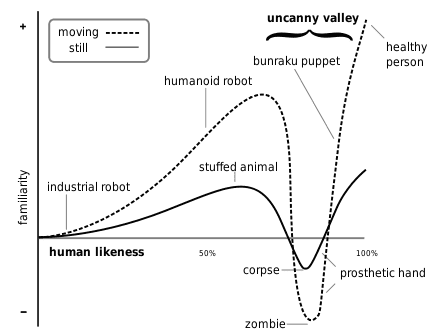 +
uncanny valley
moving
still
healthy
person
bunraku puppet
humanoid robot
stuffed animal
industrial robot
familiarity
human likeness
50%
100%
corpse
prosthetic hand
zombie
–